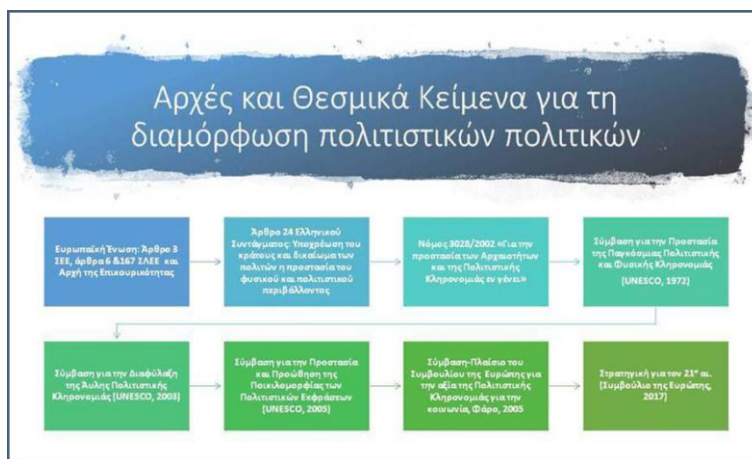 Αρχές και Θεσμικά Κείμενα για τη
διαμόρφωση πολιτιστικών πολιτικών
Ευρωπαϊκή Ένωση: Άρθρο 3
ΣΕΕ, άρθρα 6 &167 ΣΛΕΕ και
Αρχή της Επικουρικότητας
Άρθρο 24 Ελληνικού
Συντάγματος: Υποχρέωση του
κράτους και δικαίωμα των
πολιτών η προστασία του
φυσικού και πολιτιστικού
περιβάλλοντος
Νόμος 3028/2002 «Για την
προστασία των Αρχαιοτήτων
και της Πολιτιστικής
Κληρονομιάς εν γένει»
Σύμβαση για την Προστασία
της Παγκόσμιας Πολιτιστικής
και Φυσικής Κληρονομιάς
(UNESCO, 1972)
Σύμβαση για την Διαφύλαξη
της Άυλης Πολιτιστικής
Κληρονομιάς (UNESCO, 2003)
Σύμβαση για την Προστασία
και Προώθηση της
Ποικιλομορφίας των
Πολιτιστικών Εκφράσεων
(UNESCO, 2005)
Σύμβαση-Πλαίσιο του
Συμβουλίου της Ευρώπης για
την αξία της Πολιτιστικής
Κληρονομιάς για την
κοινωνία, Φάρο, 2005
Στρατηγική για τον 21ο αι.
(Συμβούλιο της Ευρώπης,
2017)